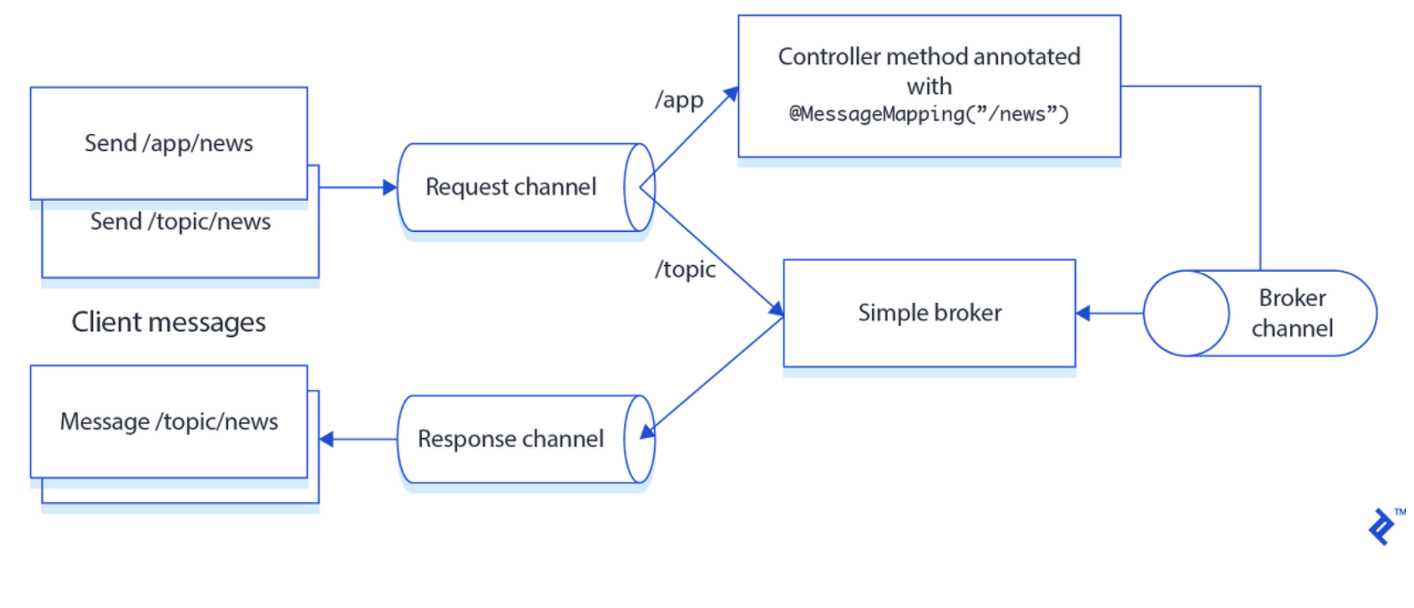 Send /app/news
Send /topic/news
Client messages
Message /topic/news
Request channel
Response channel
/app
/topic
Controller method annotated
with
@MessageMapping(”/news”)
Simple broker
Broker
channel
TM